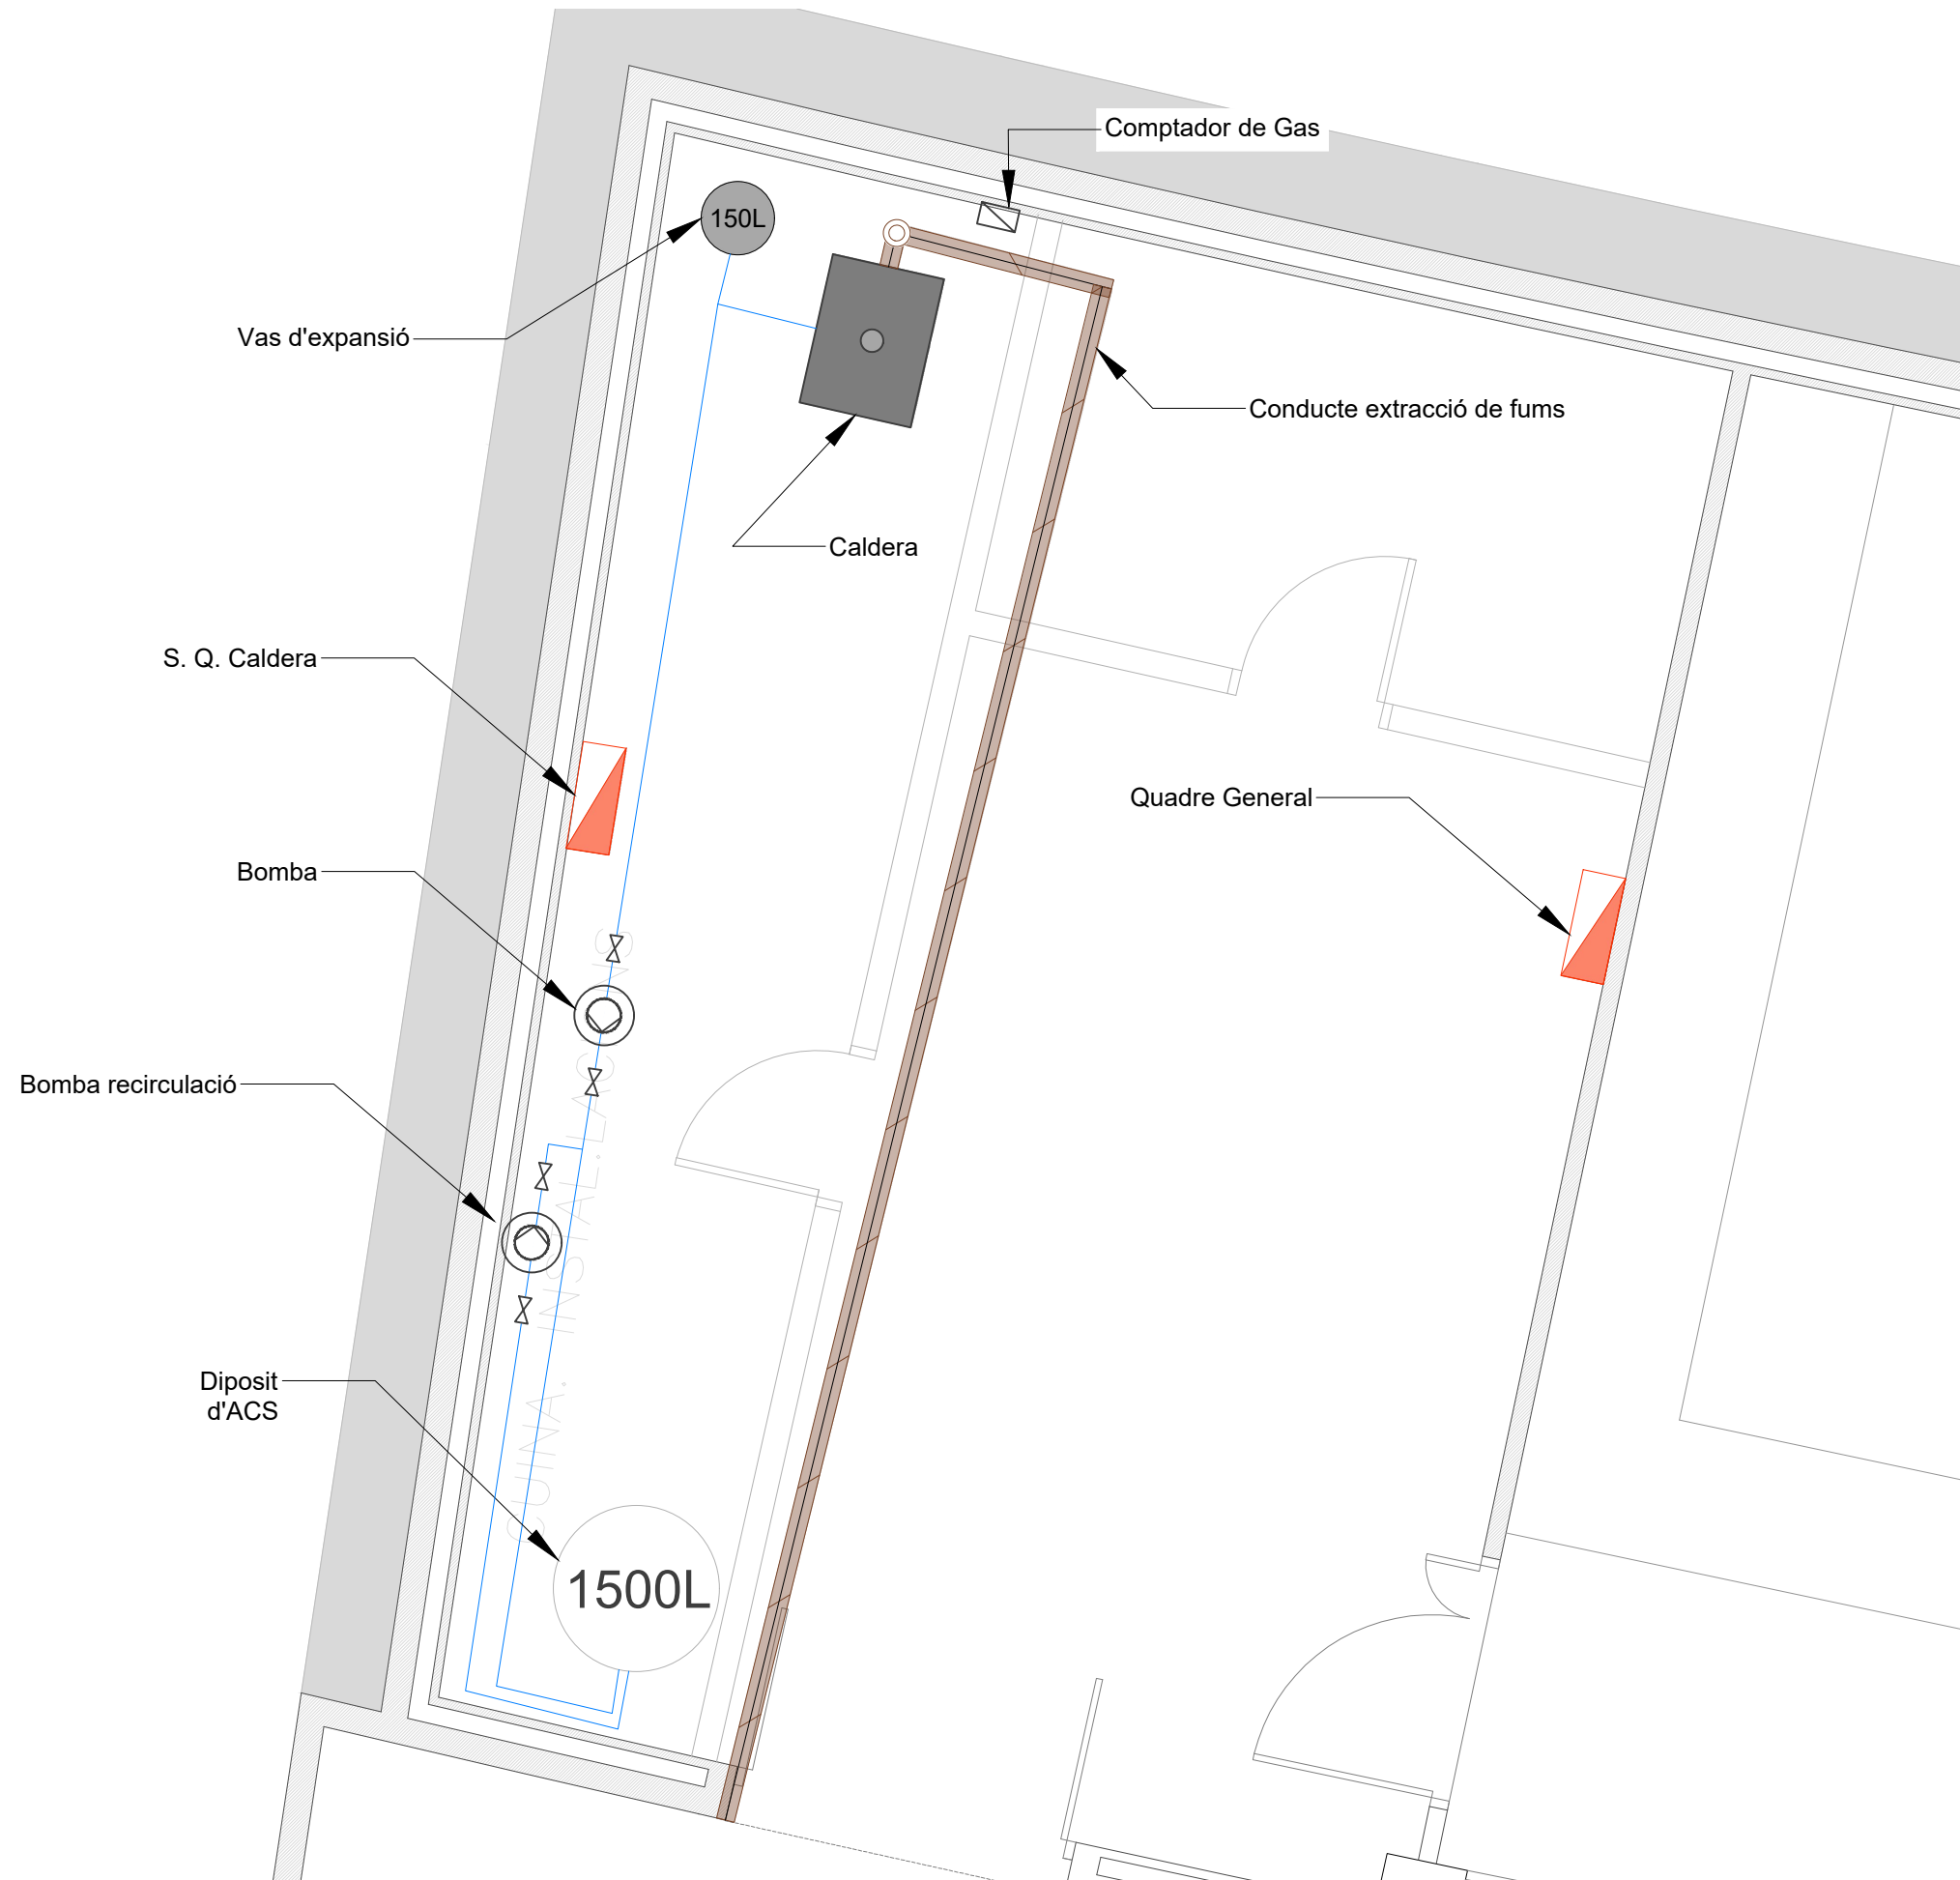 Comptador de Gas
150L
Vas d'expansió
Conducte extracció de fums
Caldera
S. Q. Caldera
Quadre General
Bomba
Bomba recirculació
Diposit
d'ACS
1500L